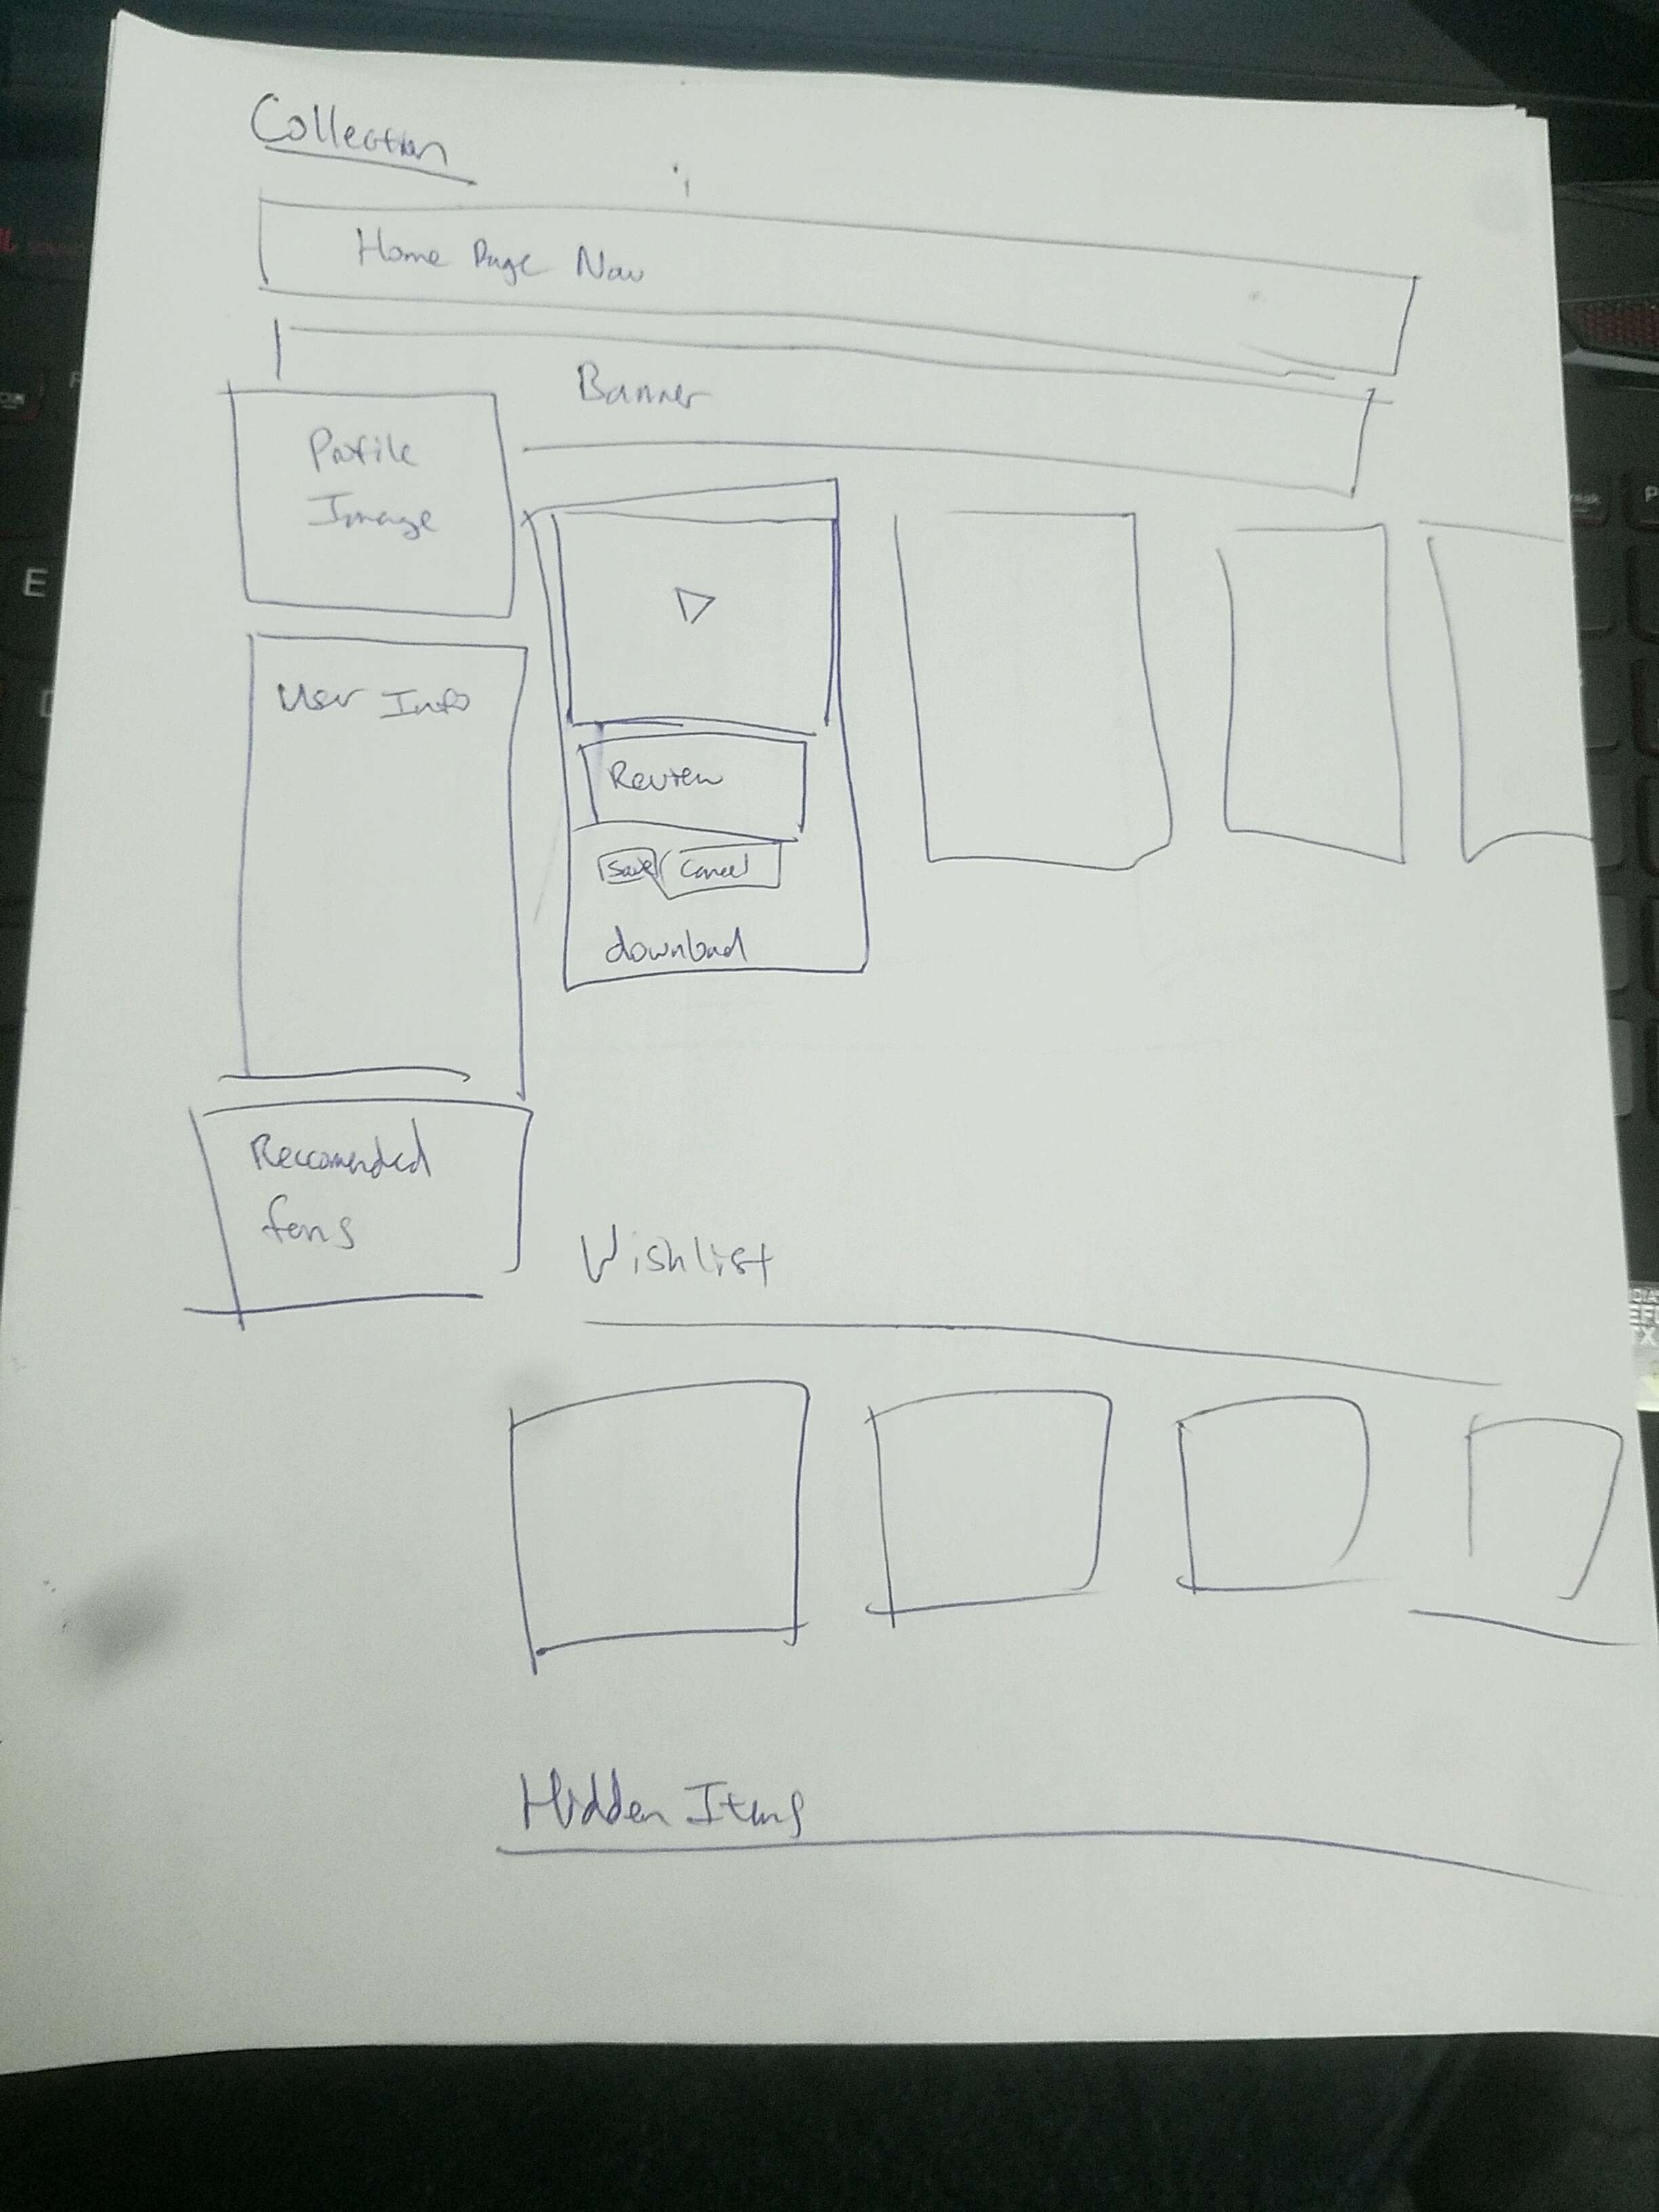 Collection
Home Page Nav
Banner
Profile
Image
User Info
Review
Save Cancel
download
Reccomended
fans
Wishlist
Hidden Items
E